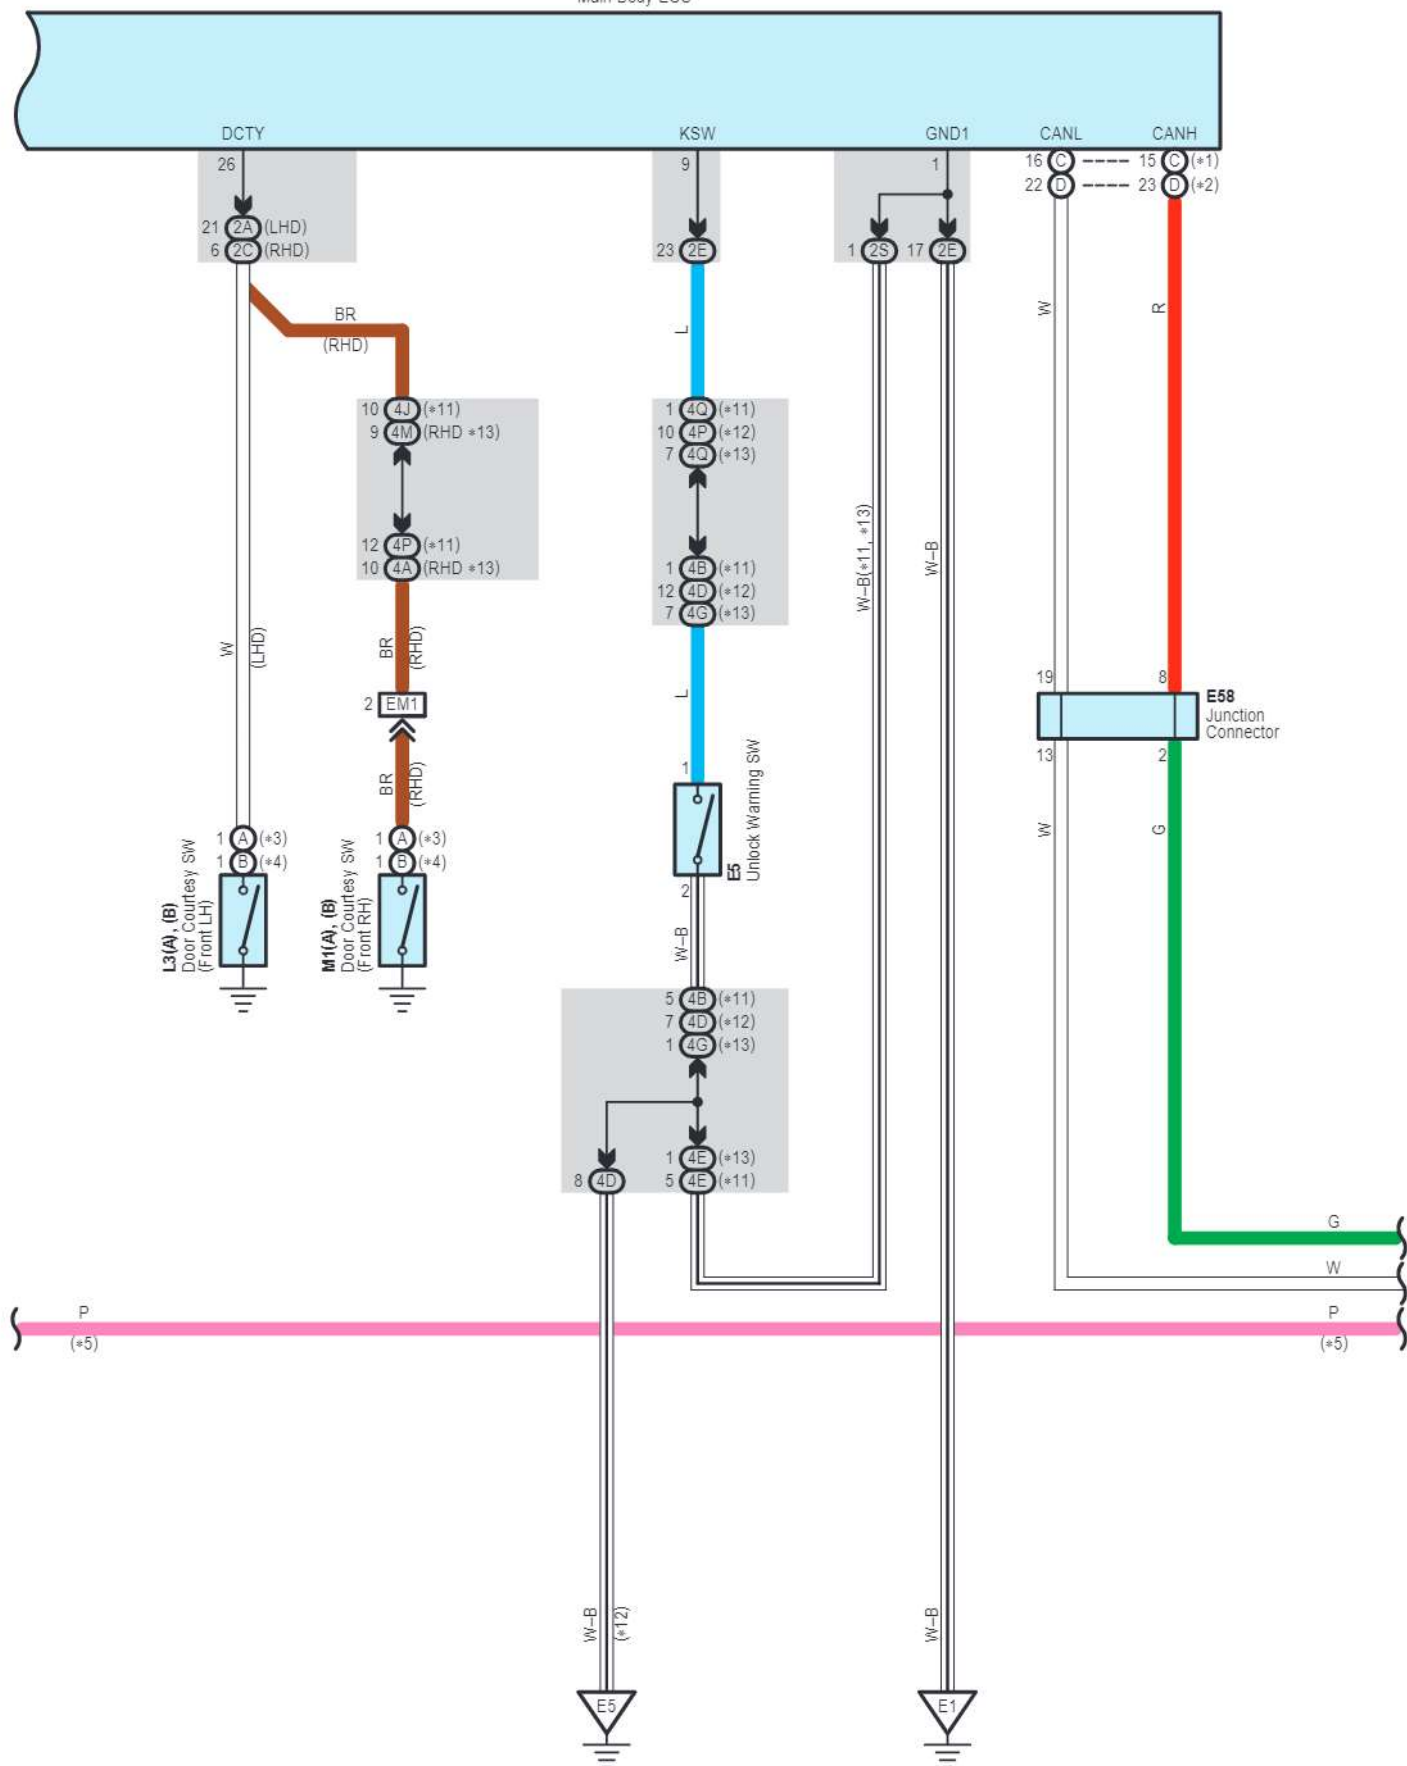 DCTY KSW GND1 CANL CANH
26 9 1 16 C 15 C (*1)
22 D 23 D (*2)
21 2A (LHD)
6 2C (RHD)
23 2E
1 2S 17 2E
BR
(RHD)
L
W
R
10 4J (*11)
9 4M (RHD *13)
1 4Q (*11)
10 4P (*12)
7 4Q (*13)
12 4P (*11)
10 4A (RHD *13)
1 4B (*11)
12 4D (*12)
7 4G (*13)
W-B(*11, *13)
W-B
W
(LHD)
BR
(RHD)
L
2 EM1
19 8
E58
Junction
Connector
13 2
BR
(RHD)
1
E5
Unlock Warning SW
2
W
G
1 A (*3)
1 B (*4)
L3(A), (B)
Door Courtesy SW
(Front LH)
1 A (*3)
1 B (*4)
M1(A), (B)
Door Courtesy SW
(Front RH)
W-B
5 4B (*11)
7 4D (*12)
1 4G (*13)
1 4E (*13)
8 4D 5 4E (*11)
G
W
P P
(*5) (*5)
W-B
(*12)
W-B
E5 E1